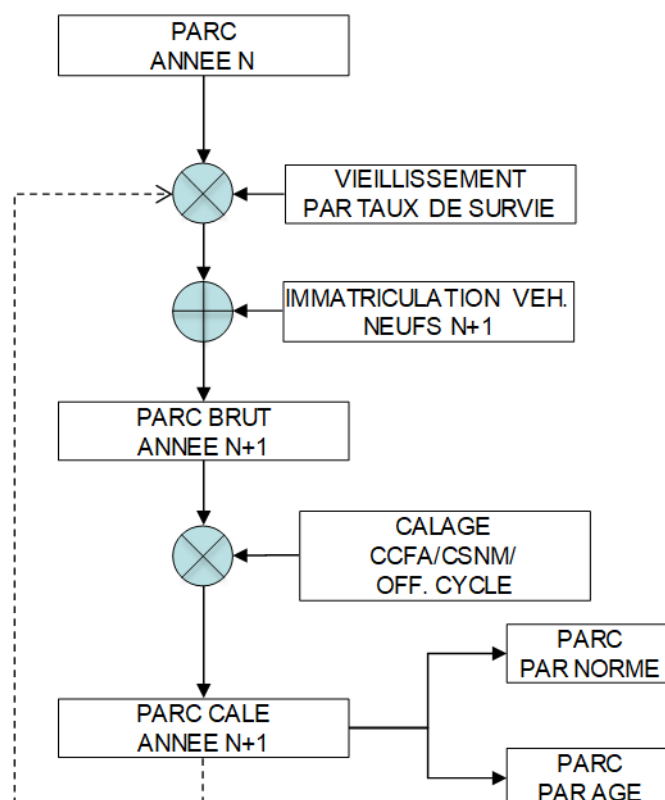 PARC
ANNEE N
VIEILLISSEMENT
PAR TAUX DE SURVIE
IMMATRICULATION VEH.
NEUFS N+1
PARC BRUT
ANNEE N+1
CALAGE
CCFA/CSNM/
OFF. CYCLE
PARC
PAR NORME
PARC CALE
ANNEE N+1
PARC
PAR AGE